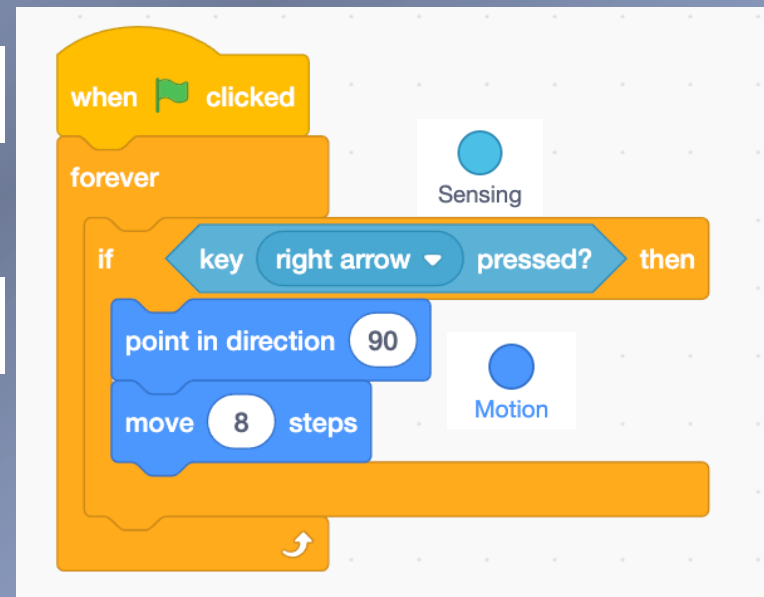 when clicked
forever
Sensing
if key right arrow pressed? then
point in direction 90
Motion
move 8 steps